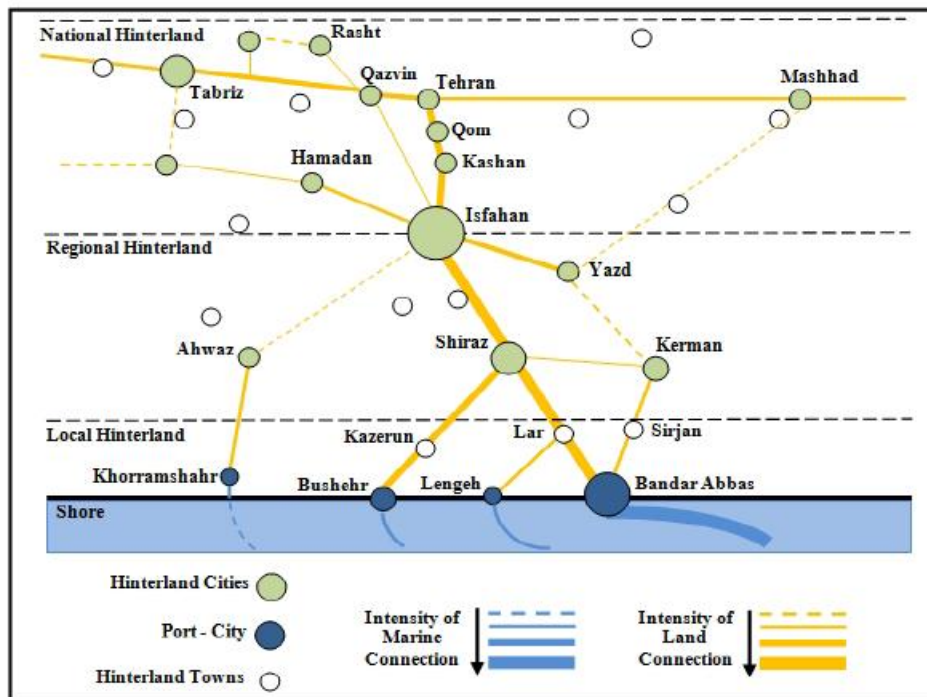 National Hinterland
Rasht
Qazvin
Tehran
Mashhad
Tabriz
Qom
Hamadan
Kashan
Isfahan
Regional Hinterland
Yazd
Shiraz
Ahwaz
Kerman
Local Hinterland
Kazerun
Lar
Sirjan
Khorramshahr
Bushehr
Lengeh
Bandar Abbas
Shore
Hinterland Cities
Port - City
Hinterland Towns
Intensity of
Marine
Connection
Intensity of
Land
Connection